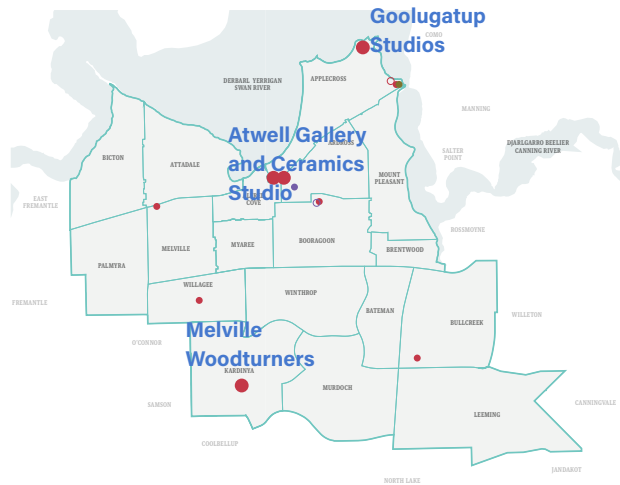 Goolugatup
Studios
COMO
DERBARL YERRIGAN
SWAN RIVER
APPLECROSS
MANNING
Atwell Gallery
and Ceramics
Studio
ARDROSS
DJARLGARRO BEELIER
CANNING RIVER
BICTON
ATTADALE
SALTER
POINT
MOUNT
PLEASANT
EAST
FREMANTLE
COVE
ROSSMOYNE
MELVILLE
MYAREE
BOORAGOON
BRENTWOOD
PALMYRA
WILLAGEE
WINTHROP
FREMANTLE
BATEMAN
BULLCREEK
WILLETON
Melville
Woodturners
O'CONNOR
KARDINYA
MURDOCH
SAMSON
CANNINGVALE
LEEMING
COOLBELLUP
JANDAKOT
NORTH LAKE